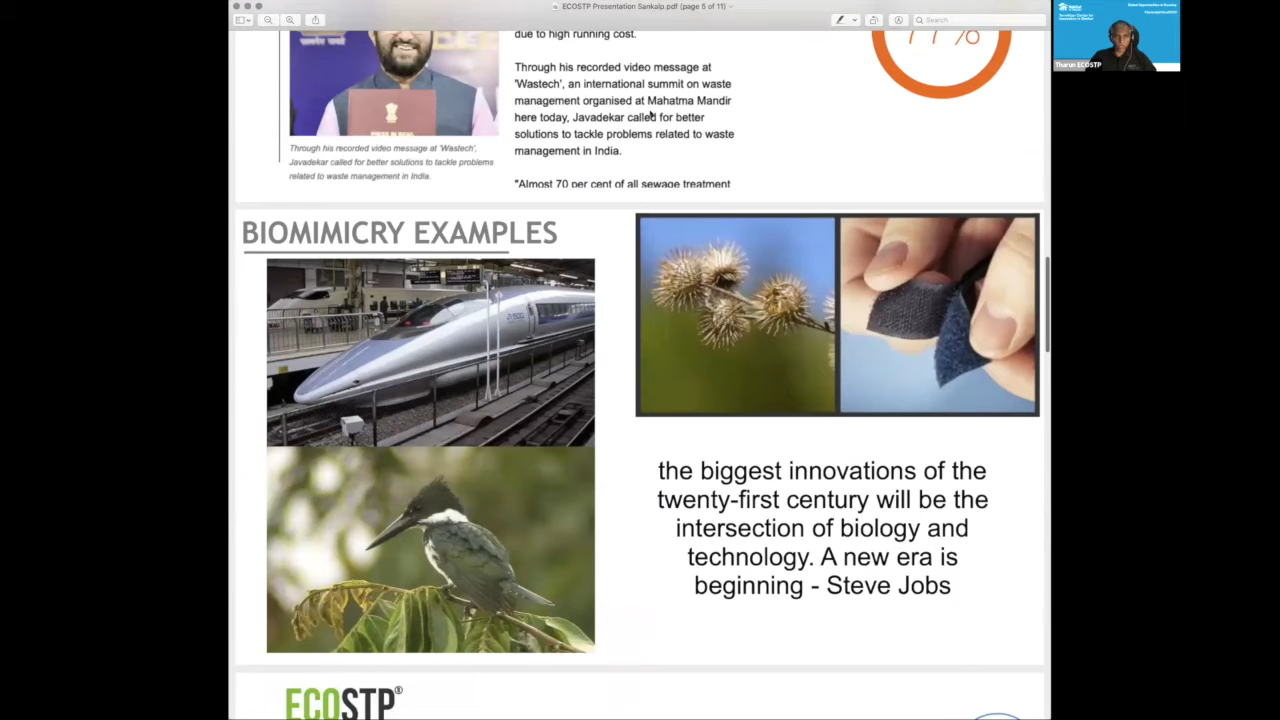 ECOSTP Presentation Sankalp.pdf (page 5 of 11)
Search
due to high running cost.
Through his recorded video message at
'Wastech', an international summit on waste
management organised at Mahatma Mandir
here today, Javadekar called for better
solutions to tackle problems related to waste
management in India.
"Almost 70 per cent of all sewage treatment
Through his recorded video message at 'Wastech',
Javadekar called for better solutions to tackle problems
related to waste management in India.
77%
Tharun ECOSTP
BIOMIMICRY EXAMPLES
the biggest innovations of the
twenty-first century will be the
intersection of biology and
technology. A new era is
beginning - Steve Jobs
ECOSTP®